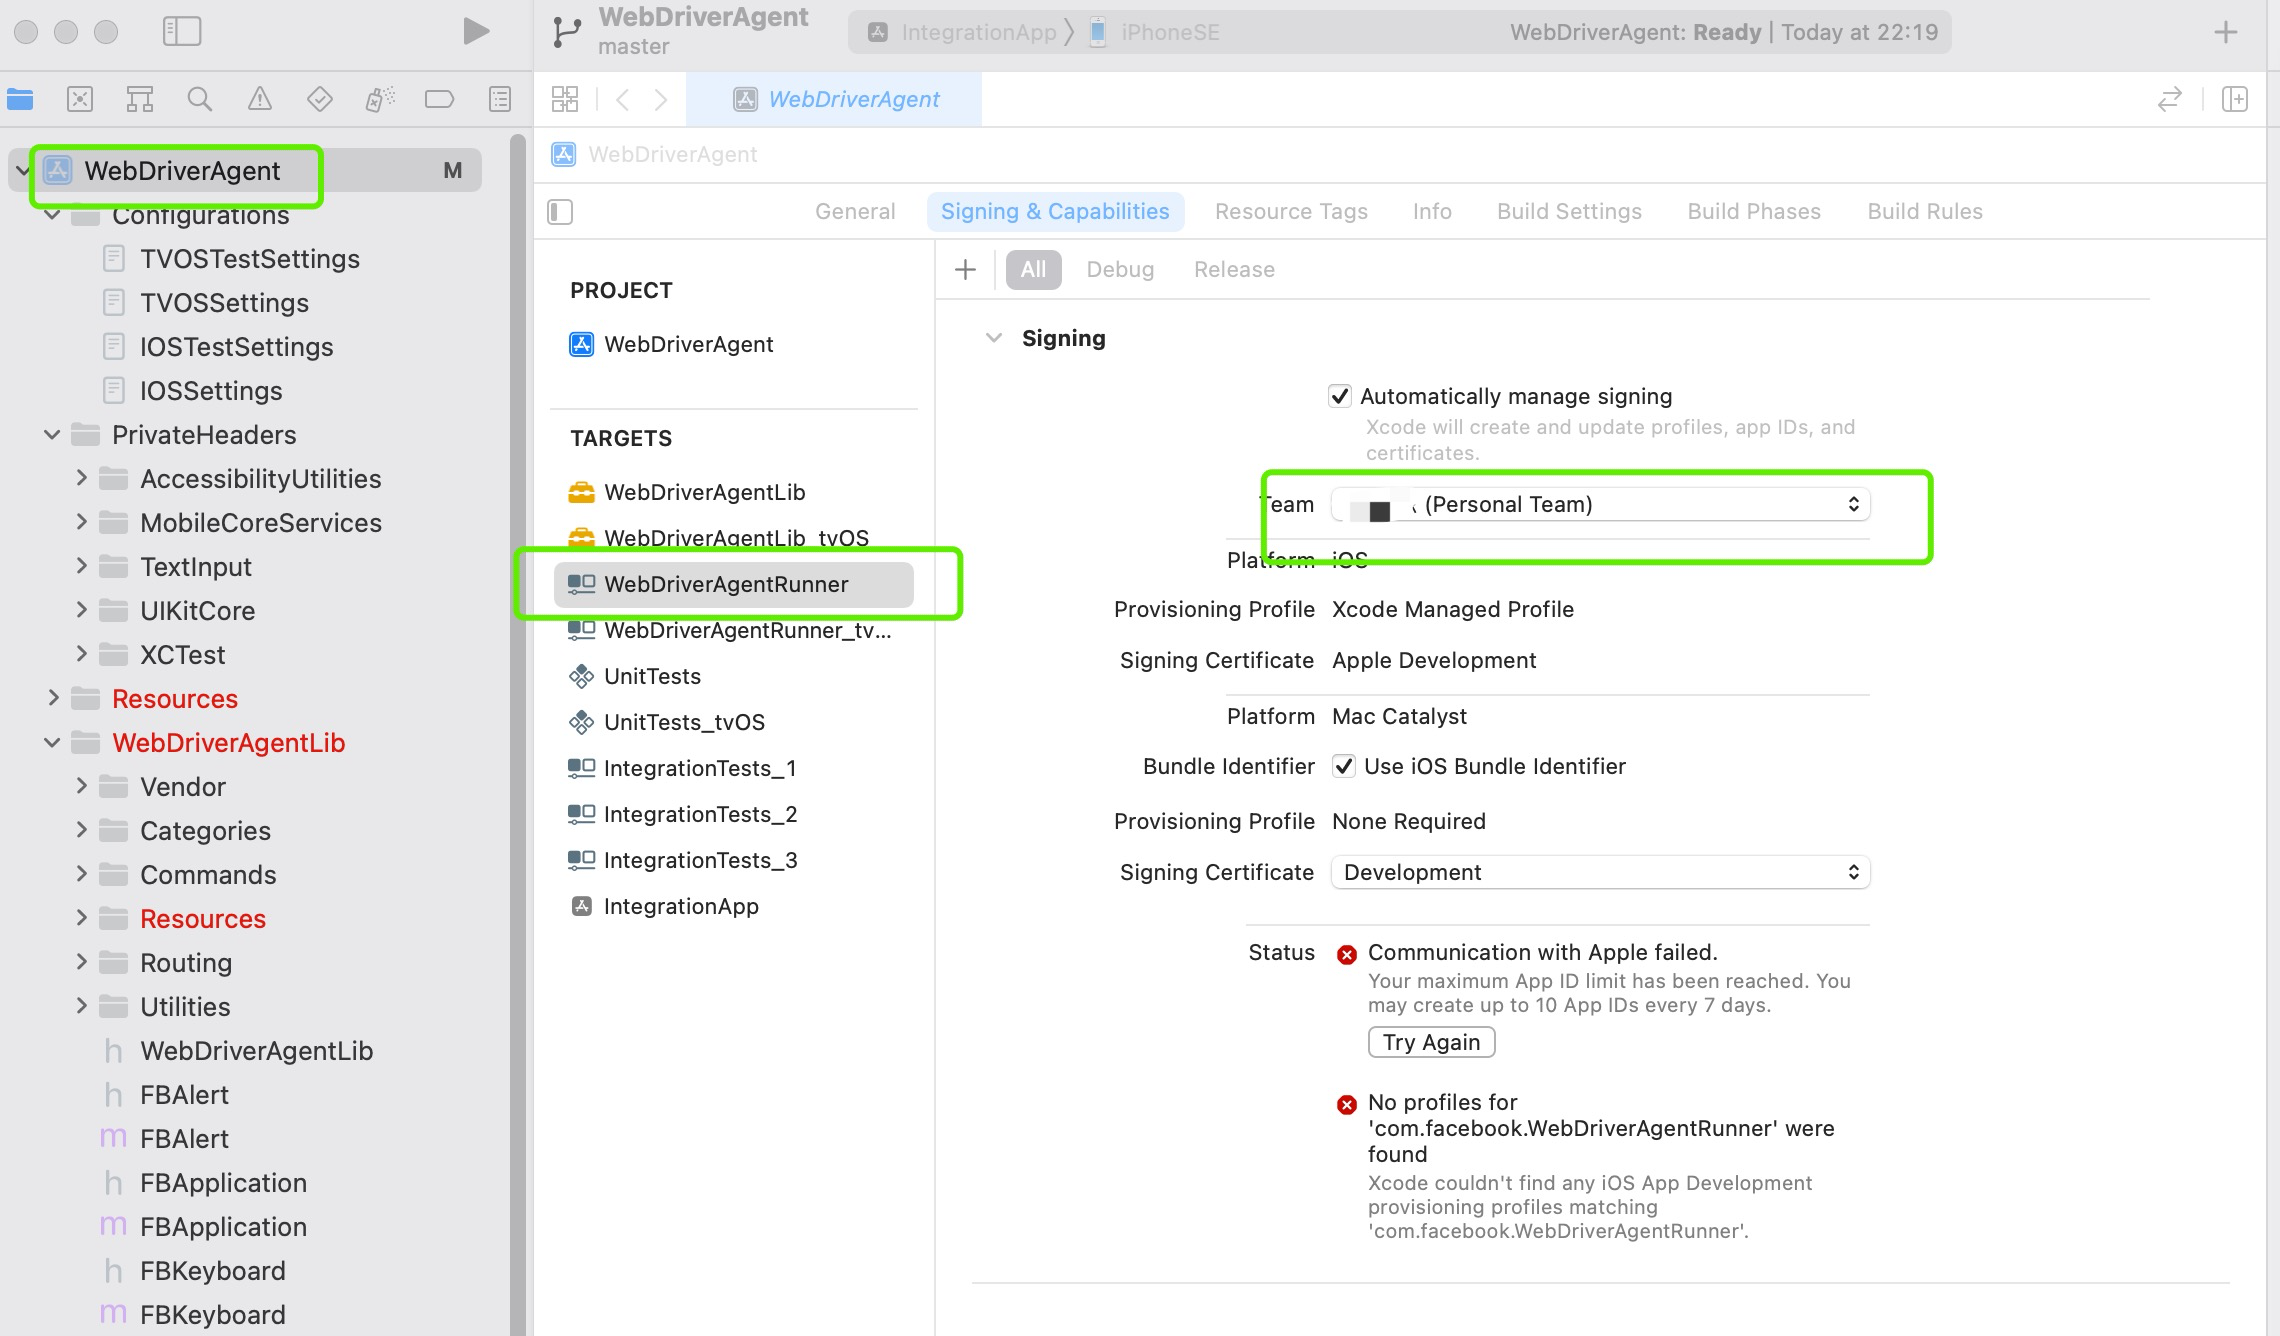 WebDriverAgent
master
IntegrationApp
iPhoneSE
WebDriverAgent: Ready | Today at 22:19
WebDriverAgent
WebDriverAgent
WebDriverAgent M
Configurations
TVOSTestSettings
TVOSSettings
IOSTestSettings
IOSSettings
PrivateHeaders
AccessibilityUtilities
MobileCoreServices
TextInput
UIKitCore
XCTest
Resources
WebDriverAgentLib
Vendor
Categories
Commands
Resources
Routing
Utilities
h WebDriverAgentLib
h FBAlert
m FBAlert
h FBApplication
m FBApplication
h FBKeyboard
m FBKeyboard
General Signing & Capabilities Resource Tags Info Build Settings Build Phases Build Rules
PROJECT
WebDriverAgent
TARGETS
WebDriverAgentLib
WebDriverAgentLib_tvOS
WebDriverAgentRunner
WebDriverAgentRunner_tv...
UnitTests
UnitTests_tvOS
IntegrationTests_1
IntegrationTests_2
IntegrationTests_3
IntegrationApp
All Debug Release
Signing
Automatically manage signing
Xcode will create and update profiles, app IDs, and
certificates.
Team (Personal Team)
Platform iOS
Provisioning Profile Xcode Managed Profile
Signing Certificate Apple Development
Platform Mac Catalyst
Bundle Identifier Use iOS Bundle Identifier
Provisioning Profile None Required
Signing Certificate Development
Status Communication with Apple failed.
Your maximum App ID limit has been reached. You
may create up to 10 App IDs every 7 days.
Try Again
No profiles for
'com.facebook.WebDriverAgentRunner' were
found
Xcode couldn't find any iOS App Development
provisioning profiles matching
'com.facebook.WebDriverAgentRunner'.